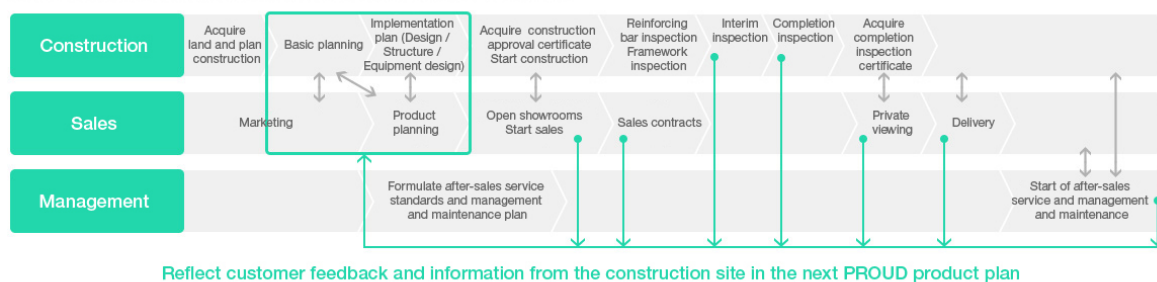 Construction
Acquire
land and plan
construction
Basic planning
Implementation
plan (Design /
Structure /
Equipment design)
Acquire construction
approval certificate
Start construction
Reinforcing
bar inspection
Framework
inspection
Interim
inspection
Completion
inspection
Acquire
completion
inspection
certificate
Sales
Marketing
Product
planning
Open showrooms
Start sales
Sales contracts
Private
viewing
Delivery
Management
Formulate after-sales service
standards and management
and maintenance plan
Start of after-sales
service and management
and maintenance
Reflect customer feedback and information from the construction site in the next PROUD product plan